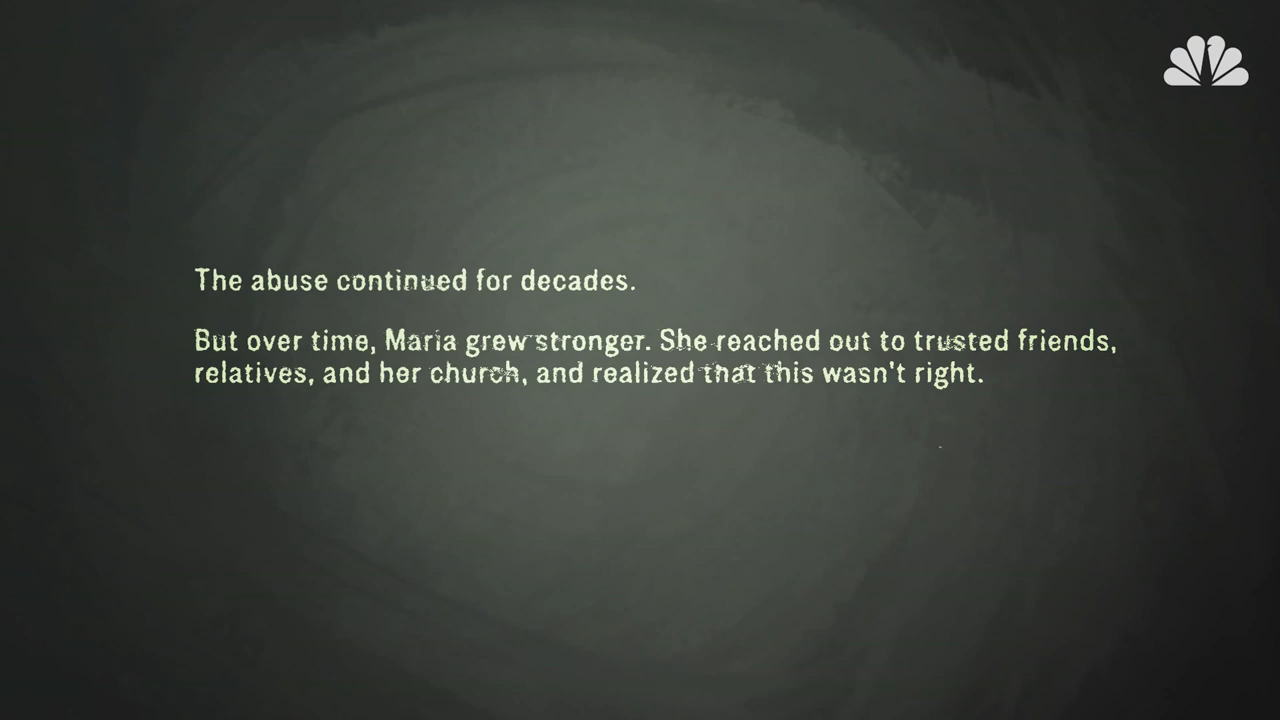 The abuse continued for decades.
But over time, Maria grew stronger. She reached out to trusted friends,
relatives, and her church, and realized that this wasn't right.